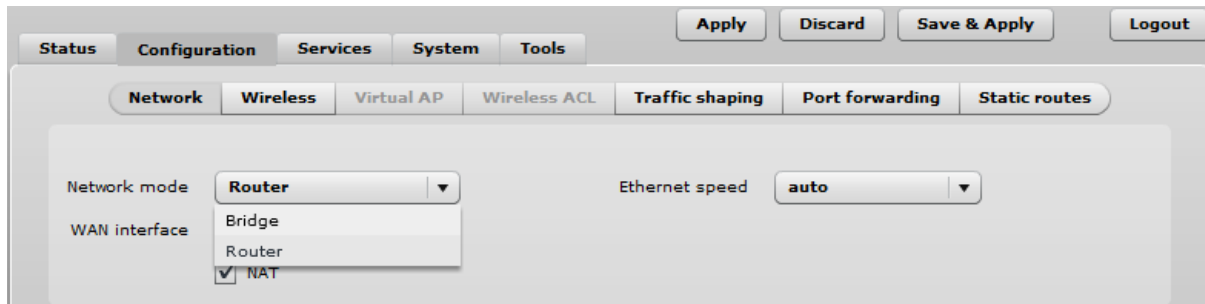 Apply Discard Save & Apply Logout
Status Configuration Services System Tools
Network Wireless Virtual AP Wireless ACL Traffic shaping Port forwarding Static routes
Network mode Router Ethernet speed auto
Bridge
WAN interface
Router
NAT